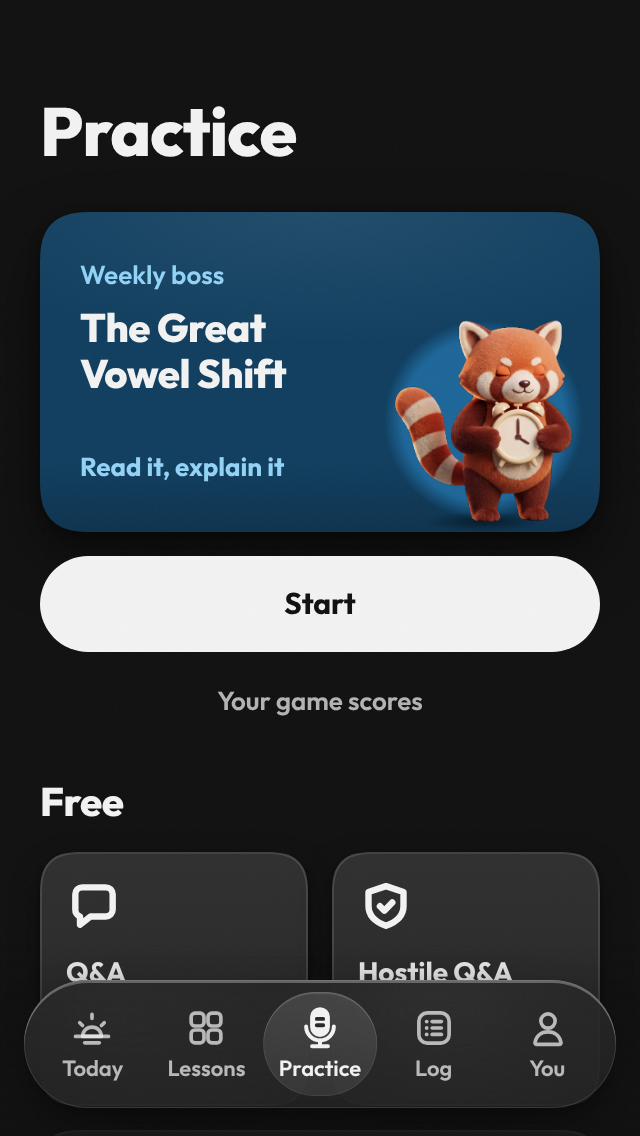 Practice
Weekly boss
The Great
Vowel Shift
Read it, explain it
Start
Your game scores
Free
Q&A
Hostile Q&A
Today
Lessons
Practice
Log
You